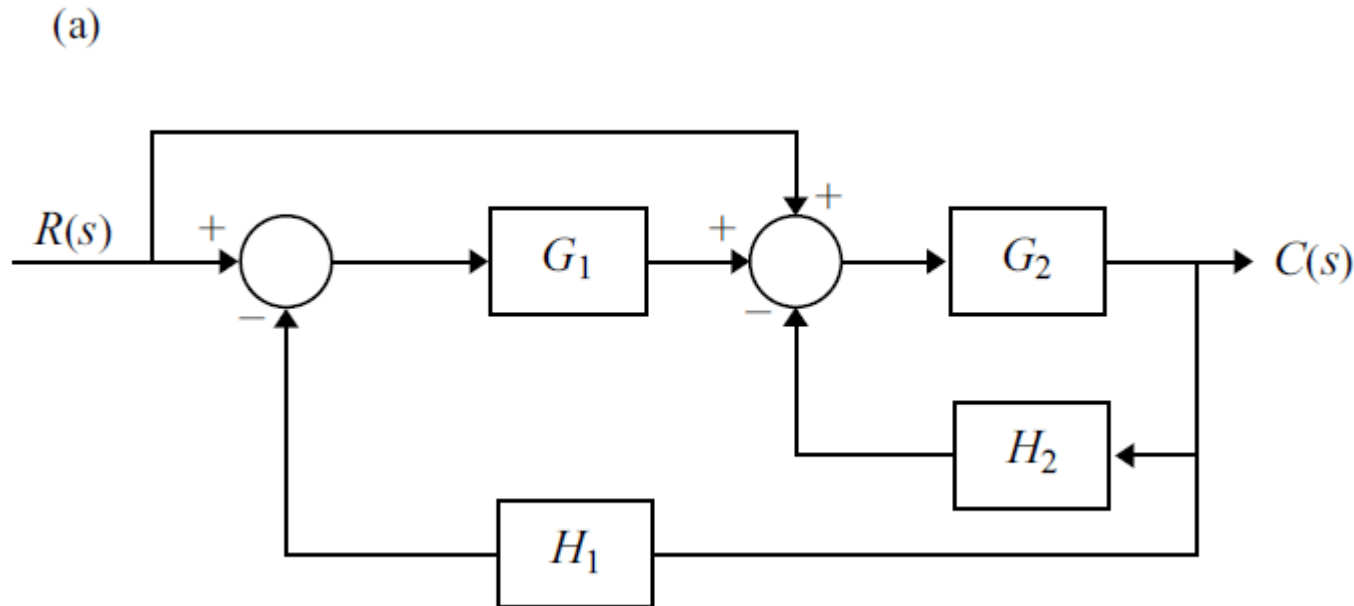 (a)
+
R(s) + G₁ + G₂ C(s)
− −
H₂
H₁